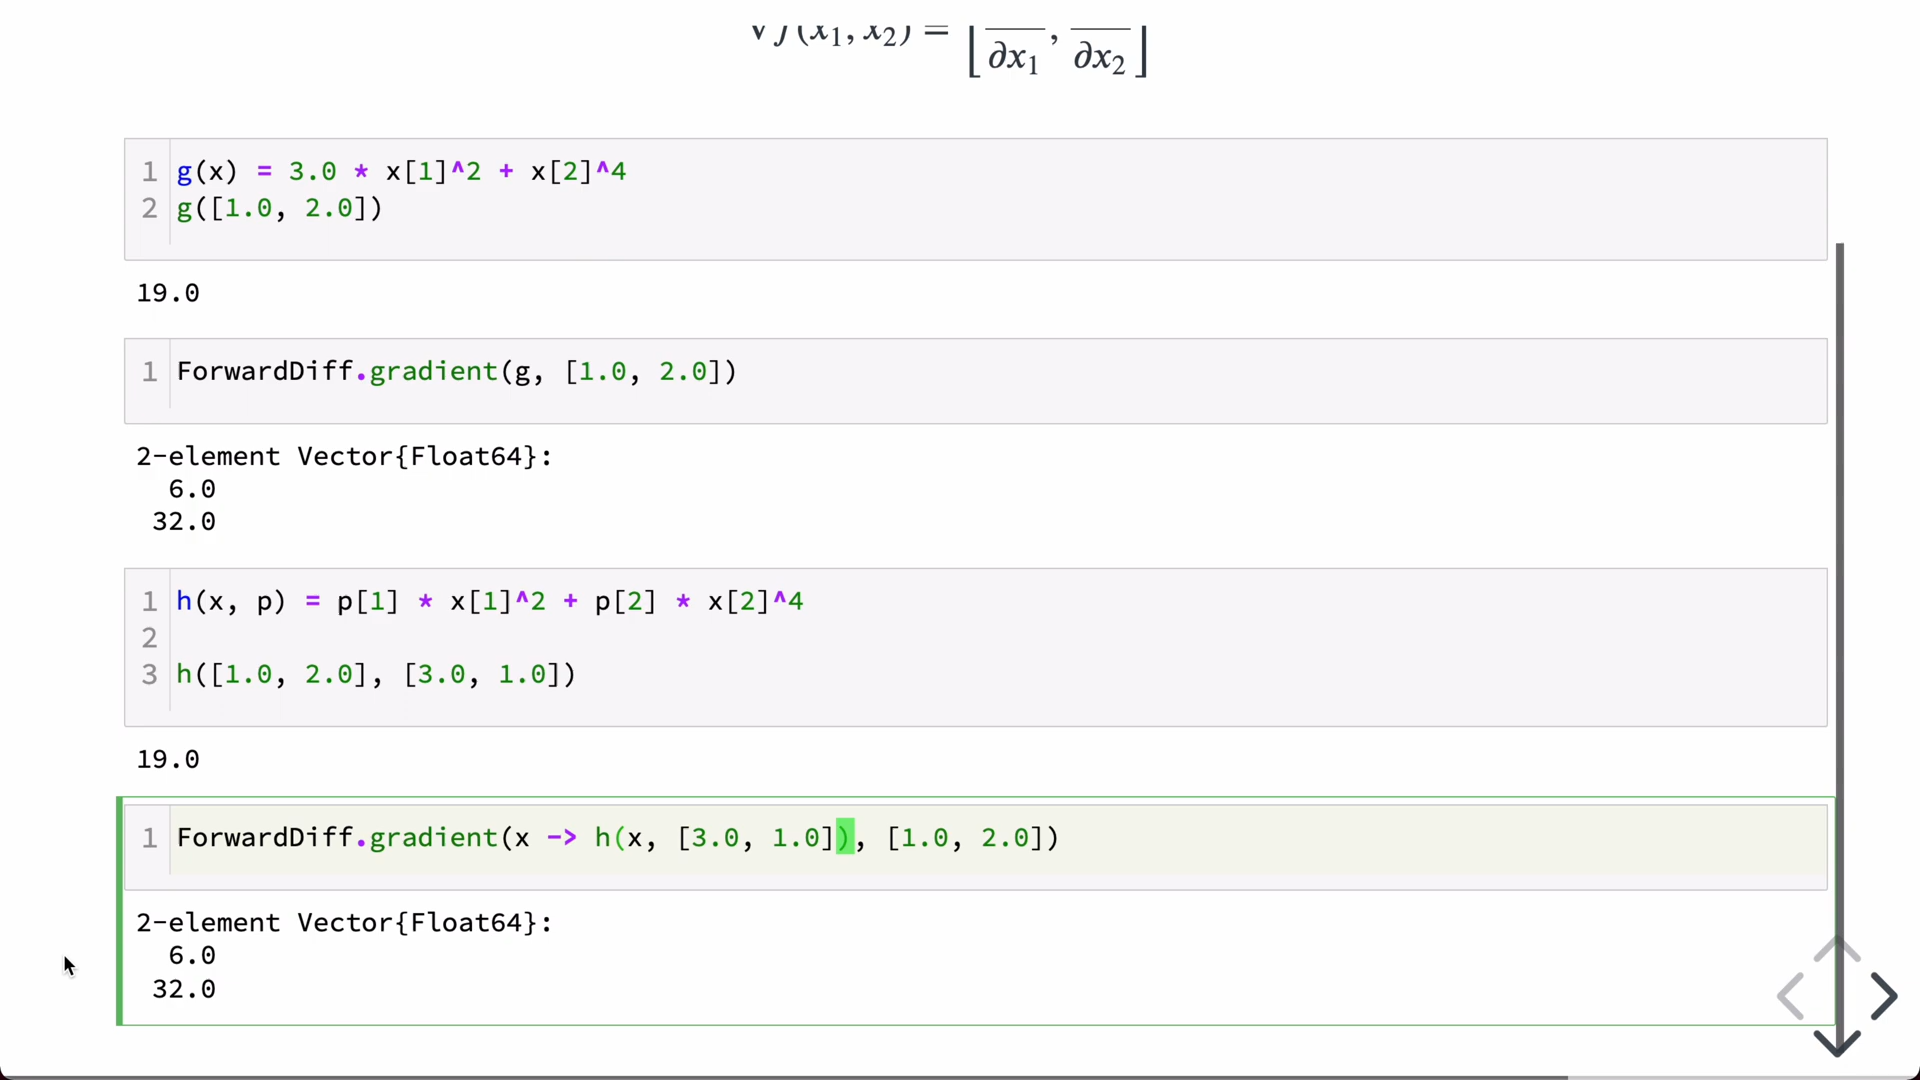 ∇f(x₁, x₂) = [∂x₁, ∂x₂]
1 g(x) = 3.0 * x[1]^2 + x[2]^4
2 g([1.0, 2.0])
19.0
1 ForwardDiff.gradient(g, [1.0, 2.0])
2-element Vector{Float64}:
6.0
32.0
1 h(x, p) = p[1] * x[1]^2 + p[2] * x[2]^4
2
3 h([1.0, 2.0], [3.0, 1.0])
19.0
1 ForwardDiff.gradient(x -> h(x, [3.0, 1.0]), [1.0, 2.0])
2-element Vector{Float64}:
6.0
32.0